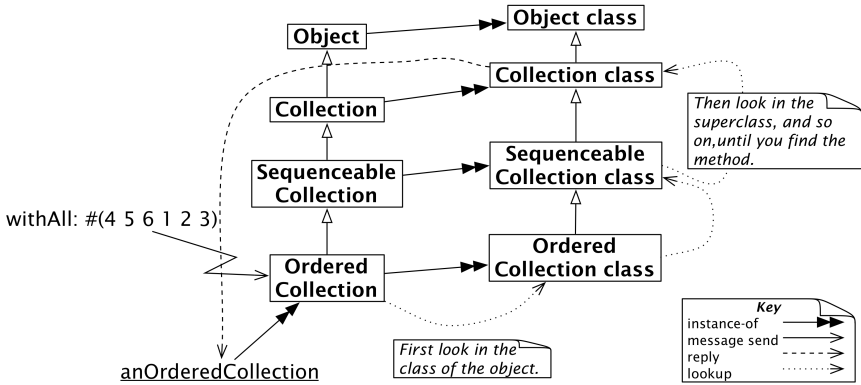 Object
Object class
Collection
Collection class
Sequenceable
Collection
Sequenceable
Collection class
Then look in the
superclass, and so
on,until you find the
method.
withAll: #(4 5 6 1 2 3)
Ordered
Collection
Ordered
Collection class
anOrderedCollection
First look in the
class of the object.
Key
instance-of
message send
reply
lookup